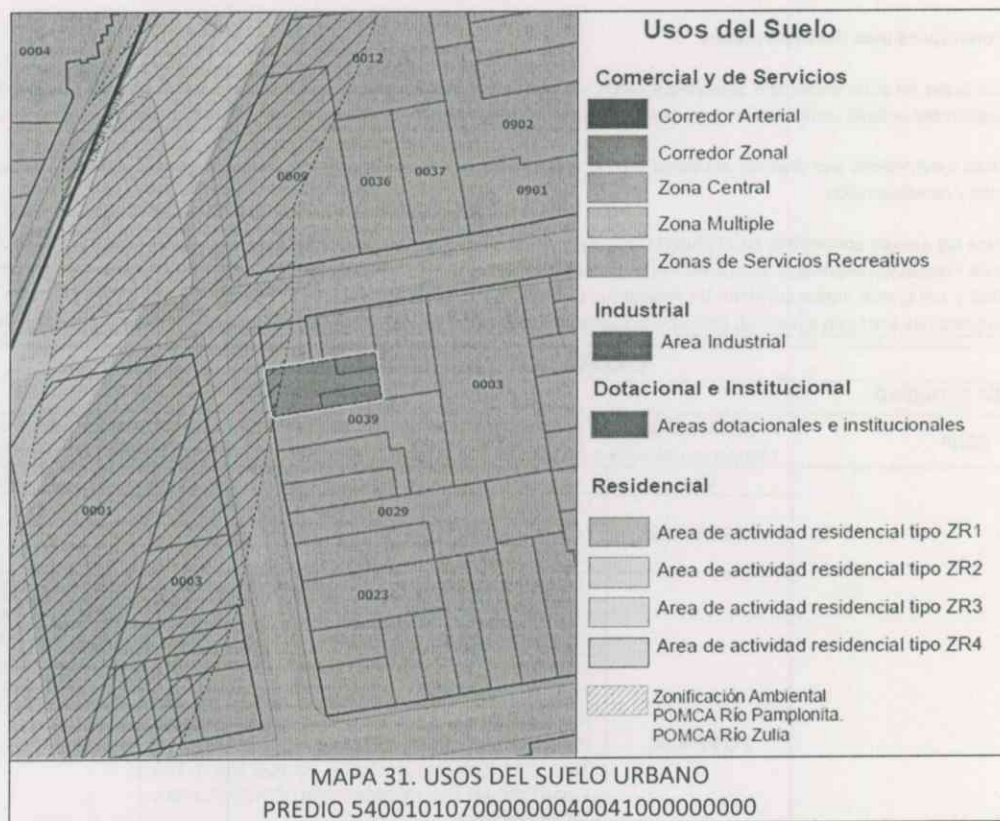 0004
0012
0902
0009
0036
0037
0901
0003
0039
0001
0029
0003
0023
Usos del Suelo
Comercial y de Servicios
Corredor Arterial
Corredor Zonal
Zona Central
Zona Multiple
Zonas de Servicios Recreativos
Industrial
Area Industrial
Dotacional e Institucional
Areas dotacionales e institucionales
Residencial
Area de actividad residencial tipo ZR1
Area de actividad residencial tipo ZR2
Area de actividad residencial tipo ZR3
Area de actividad residencial tipo ZR4
Zonificación Ambiental
POMCA Río Pamplonita.
POMCA Río Zulia
MAPA 31. USOS DEL SUELO URBANO
PREDIO 540010107000000040041000000000